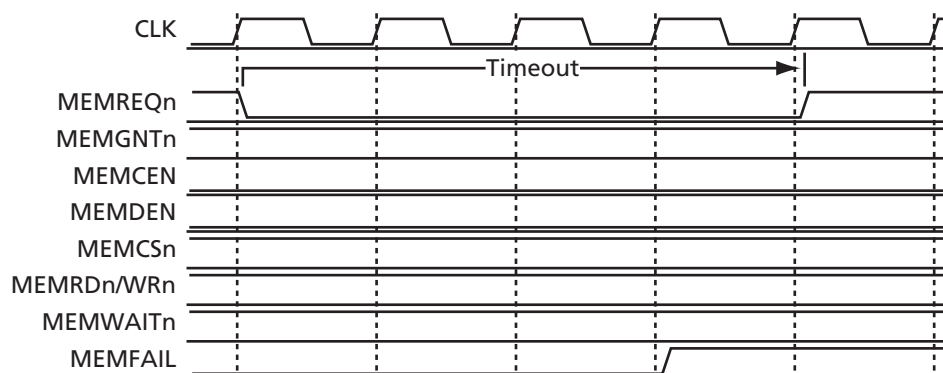 CLK
Timeout
MEMREQn
MEMGNTn
MEMCEN
MEMDEN
MEMCSn
MEMRDn/WRn
MEMWAITn
MEMFAIL